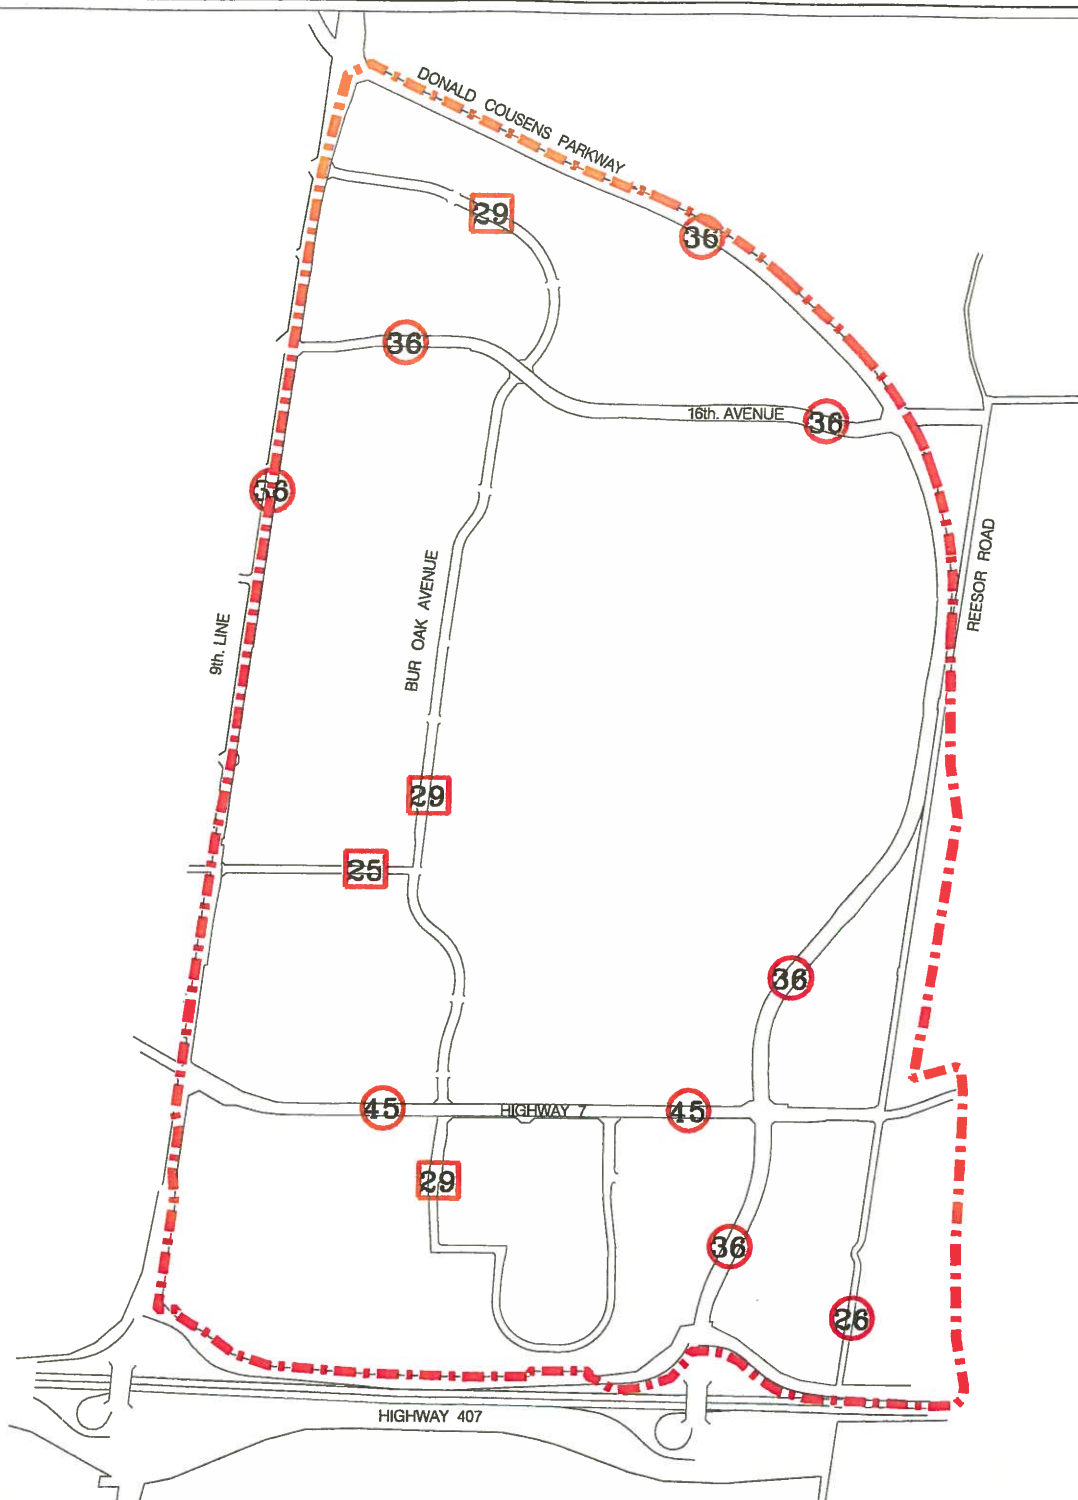 DONALD COUSENS PARKWAY
29
36
36
16th. AVENUE
36
36
REESOR ROAD
BUR OAK AVENUE
9th. LINE
29
25
36
45
HIGHWAY 7
45
29
36
26
HIGHWAY 407